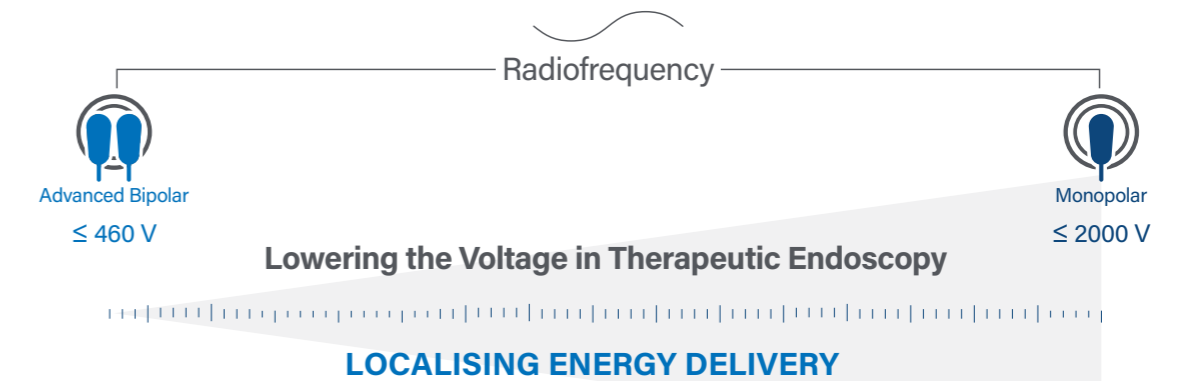 Radiofrequency
Advanced Bipolar
≤ 460 V
Monopolar
≤ 2000 V
Lowering the Voltage in Therapeutic Endoscopy
LOCALISING ENERGY DELIVERY